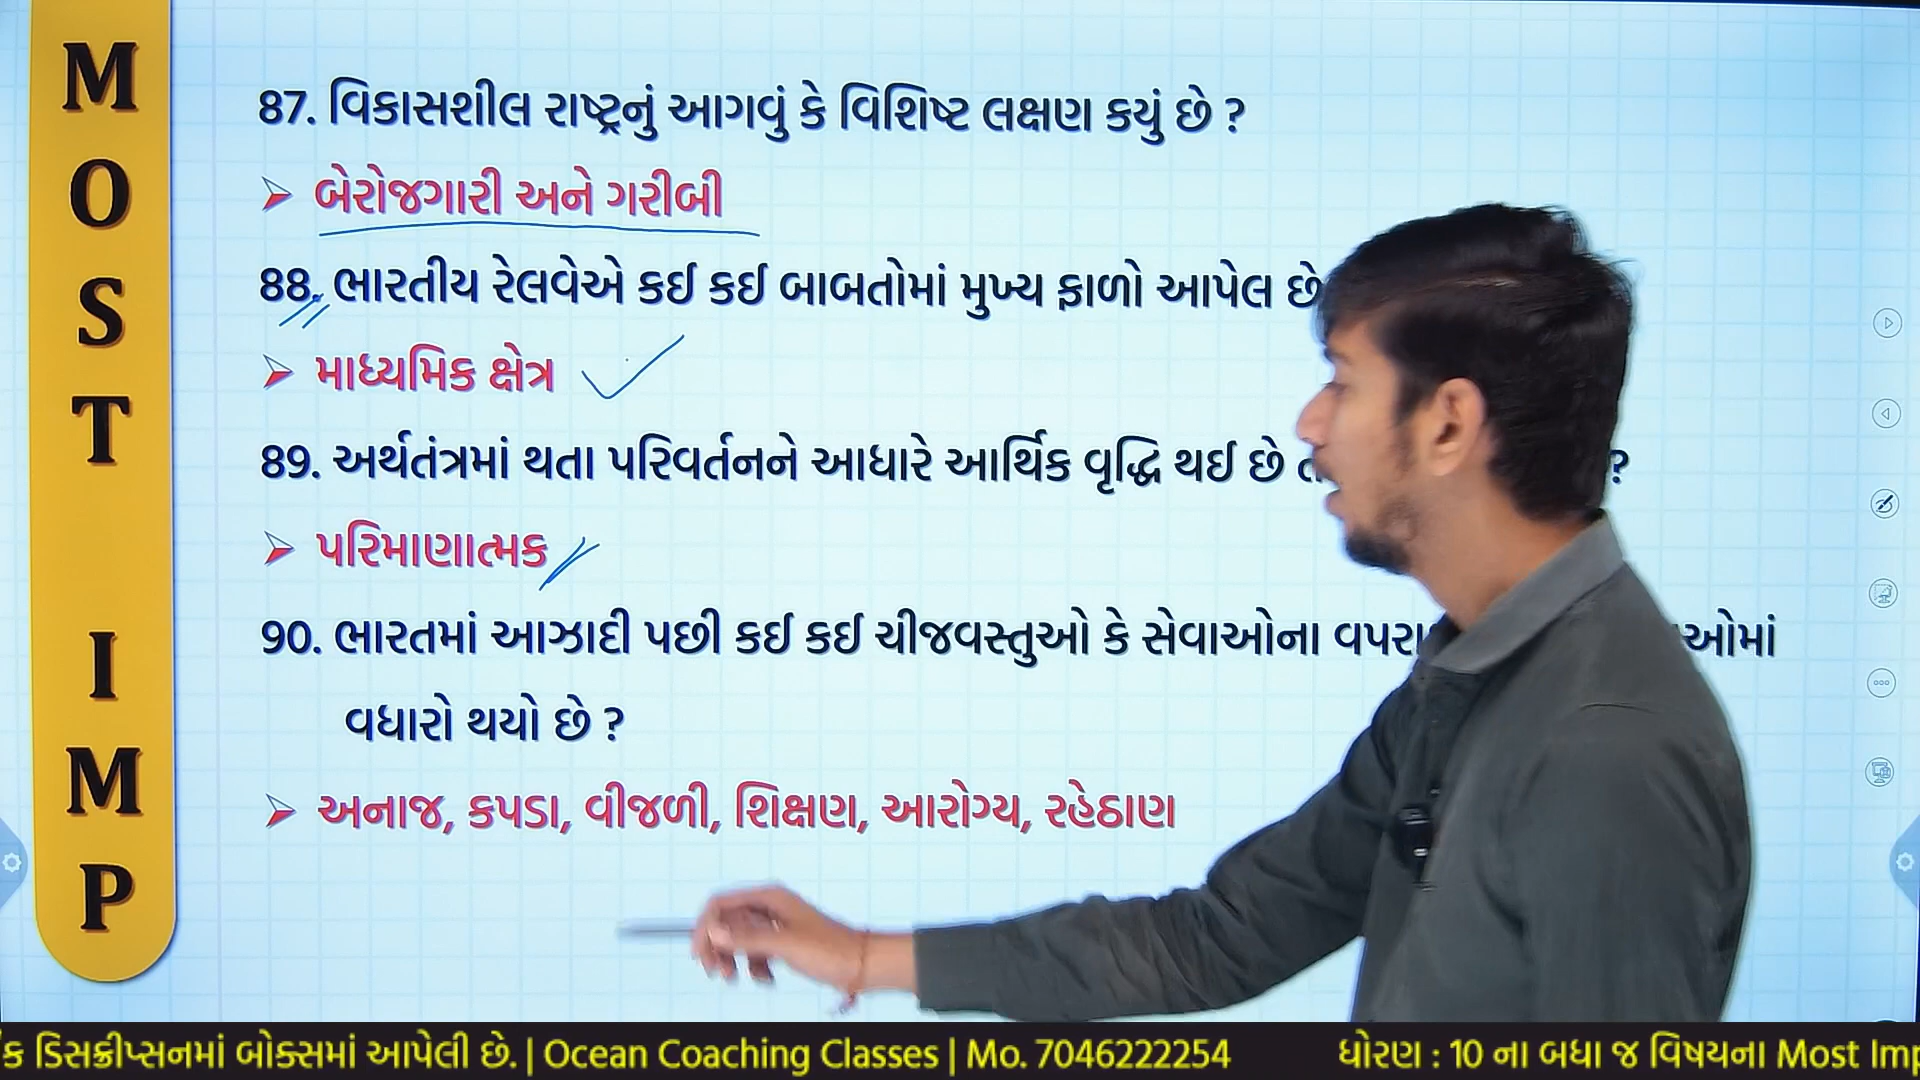 MOST IMP
87. વિકાસશીલ રાષ્ટ્રનું આગવું કે વિશિષ્ટ લક્ષણ કયું છે ?
➢ બેરોજગારી અને ગરીબી
88. ભારતીય રેલવેએ કઈ કઈ બાબતોમાં મુખ્ય ફાળો આપેલ છે
➢ માધ્યમિક ક્ષેત્ર
89. અર્થતંત્રમાં થતા પરિવર્તનને આધારે આર્થિક વૃદ્ધિ થઈ છે ?
➢ પરિમાણાત્મક
90. ભારતમાં આઝાદી પછી કઈ કઈ ચીજવસ્તુઓ કે સેવાઓના
વધારો થયો છે ?
➢ અનાજ, કપડા, વીજળી, શિક્ષણ, આરોગ્ય, રહેઠાણ
ડિસક્રીપ્સનમાં બોક્સમાં આપેલી છે. | Ocean Coaching Classes | Mo. 7046222254 ધોરણ : 10 ના બધા જ વિષયના Most Imp